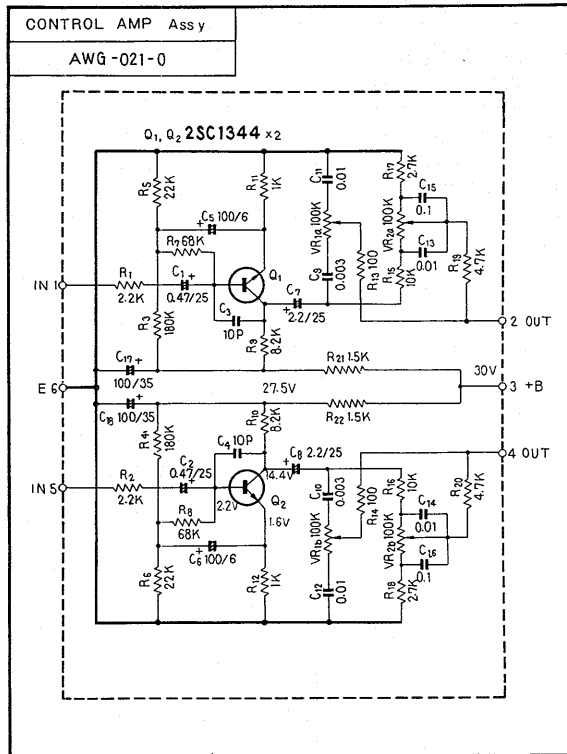 CONTROL AMP Assy
AWG-021-0
Q1, Q2 2SC1344 ×2
R5 22K
R11 1K
C11 0.01
R17 2.7K
C5 100/6
C15 0.1
VR1a 100K
VR2a 100K
R7 68K
C13 0.01
R19 4.7K
R13 100
C9 0.003
R15 10K
Q1
C7 2.2/25
IN 1
R1 2.2K
C1 0.47/25
C3 10P
R3 180K
R9 8.2K
2 OUT
C17 100/35
R21 1.5K
30V
E 6
27.5V
3 +B
C18 100/35
R22 1.5K
R4 180K
R10 8.2K
C4 10P
C8 2.2/25
4 OUT
14.4V
C2 0.47/25
R2 2.2K
IN 5
2.2V
Q2
C10 0.003
R14 100
R16 10K
R20 4.7K
C14 0.01
R8 68K
1.6V
VR1b 100K
VR2b 100K
C6 100/6
C16 0.1
R6 22K
R12 1K
C12 0.01
R18 2.7K